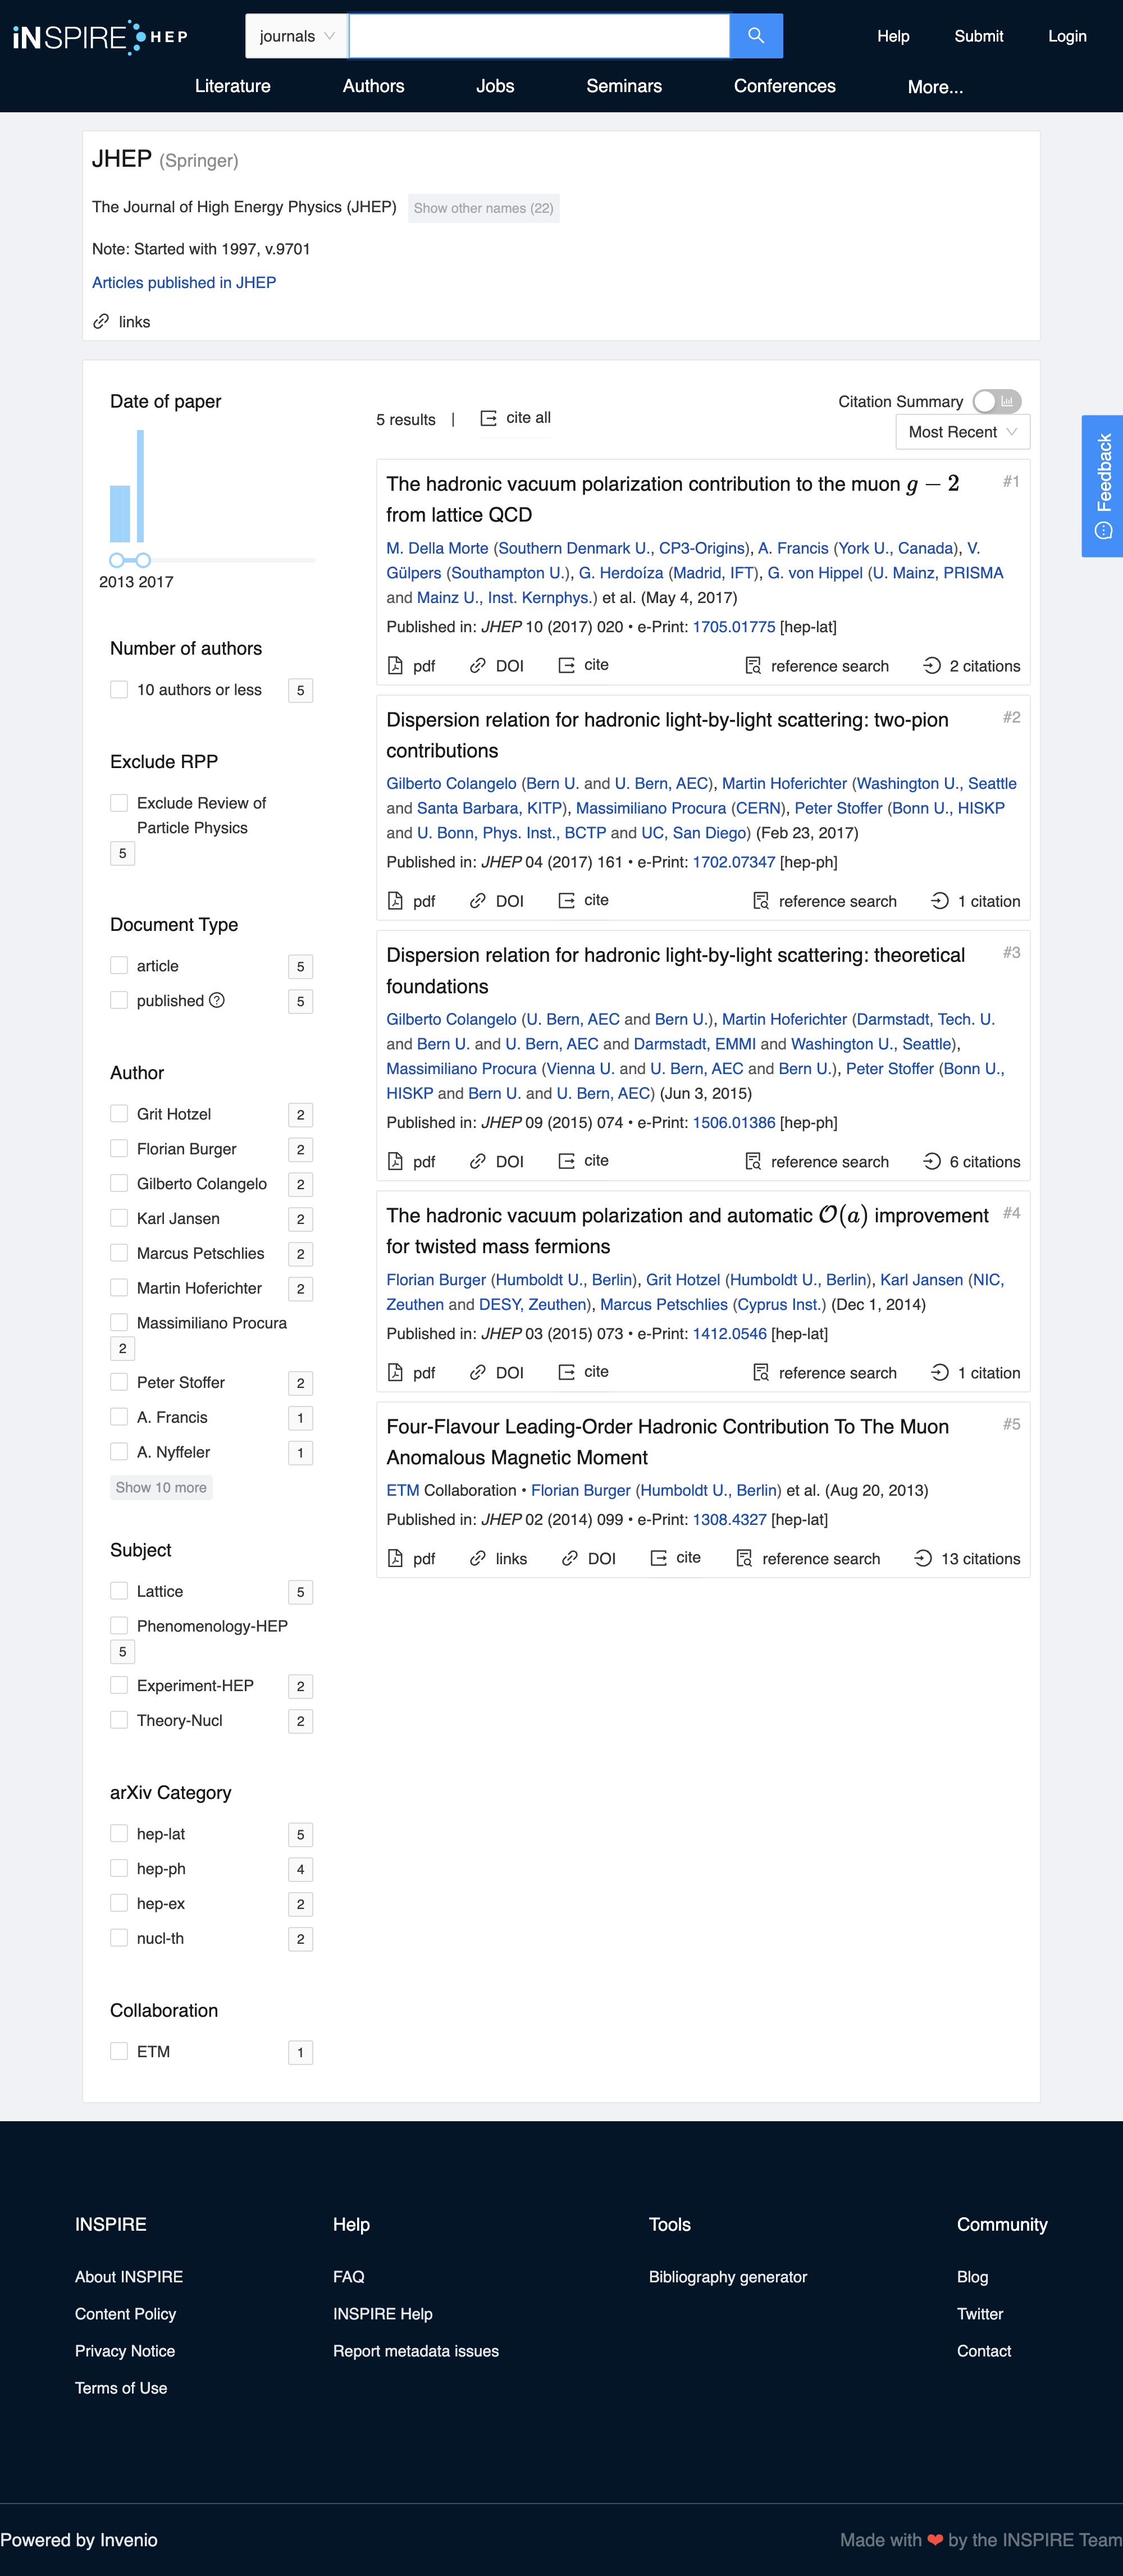 iNSPIRE HEP
journals
Help Submit Login
Literature Authors Jobs Seminars Conferences More...
JHEP (Springer)
The Journal of High Energy Physics (JHEP) Show other names (22)
Note: Started with 1997, v.9701
Articles published in JHEP
links
Date of paper
2013 2017
Number of authors
10 authors or less 5
Exclude RPP
Exclude Review of
Particle Physics
5
Document Type
article 5
published 5
Author
Grit Hotzel 2
Florian Burger 2
Gilberto Colangelo 2
Karl Jansen 2
Marcus Petschlies 2
Martin Hoferichter 2
Massimiliano Procura
2
Peter Stoffer 2
A. Francis 1
A. Nyffeler 1
Show 10 more
Subject
Lattice 5
Phenomenology-HEP
5
Experiment-HEP 2
Theory-Nucl 2
arXiv Category
hep-lat 5
hep-ph 4
hep-ex 2
nucl-th 2
Collaboration
ETM 1
5 results | cite all
Citation Summary
Most Recent
The hadronic vacuum polarization contribution to the muon g − 2 #1
from lattice QCD
M. Della Morte (Southern Denmark U., CP3-Origins), A. Francis (York U., Canada), V.
Gülpers (Southampton U.), G. Herdoíza (Madrid, IFT), G. von Hippel (U. Mainz, PRISMA
and Mainz U., Inst. Kernphys.) et al. (May 4, 2017)
Published in: JHEP 10 (2017) 020 • e-Print: 1705.01775 [hep-lat]
pdf DOI cite reference search 2 citations
Dispersion relation for hadronic light-by-light scattering: two-pion #2
contributions
Gilberto Colangelo (Bern U. and U. Bern, AEC), Martin Hoferichter (Washington U., Seattle
and Santa Barbara, KITP), Massimiliano Procura (CERN), Peter Stoffer (Bonn U., HISKP
and U. Bonn, Phys. Inst., BCTP and UC, San Diego) (Feb 23, 2017)
Published in: JHEP 04 (2017) 161 • e-Print: 1702.07347 [hep-ph]
pdf DOI cite reference search 1 citation
Dispersion relation for hadronic light-by-light scattering: theoretical #3
foundations
Gilberto Colangelo (U. Bern, AEC and Bern U.), Martin Hoferichter (Darmstadt, Tech. U.
and Bern U. and U. Bern, AEC and Darmstadt, EMMI and Washington U., Seattle),
Massimiliano Procura (Vienna U. and U. Bern, AEC and Bern U.), Peter Stoffer (Bonn U.,
HISKP and Bern U. and U. Bern, AEC) (Jun 3, 2015)
Published in: JHEP 09 (2015) 074 • e-Print: 1506.01386 [hep-ph]
pdf DOI cite reference search 6 citations
The hadronic vacuum polarization and automatic 𝒪(a) improvement #4
for twisted mass fermions
Florian Burger (Humboldt U., Berlin), Grit Hotzel (Humboldt U., Berlin), Karl Jansen (NIC,
Zeuthen and DESY, Zeuthen), Marcus Petschlies (Cyprus Inst.) (Dec 1, 2014)
Published in: JHEP 03 (2015) 073 • e-Print: 1412.0546 [hep-lat]
pdf DOI cite reference search 1 citation
Four-Flavour Leading-Order Hadronic Contribution To The Muon #5
Anomalous Magnetic Moment
ETM Collaboration • Florian Burger (Humboldt U., Berlin) et al. (Aug 20, 2013)
Published in: JHEP 02 (2014) 099 • e-Print: 1308.4327 [hep-lat]
pdf links DOI cite reference search 13 citations
Feedback
INSPIRE
About INSPIRE
Content Policy
Privacy Notice
Terms of Use
Help
FAQ
INSPIRE Help
Report metadata issues
Tools
Bibliography generator
Community
Blog
Twitter
Contact
Powered by Invenio
Made with ❤ by the INSPIRE Team